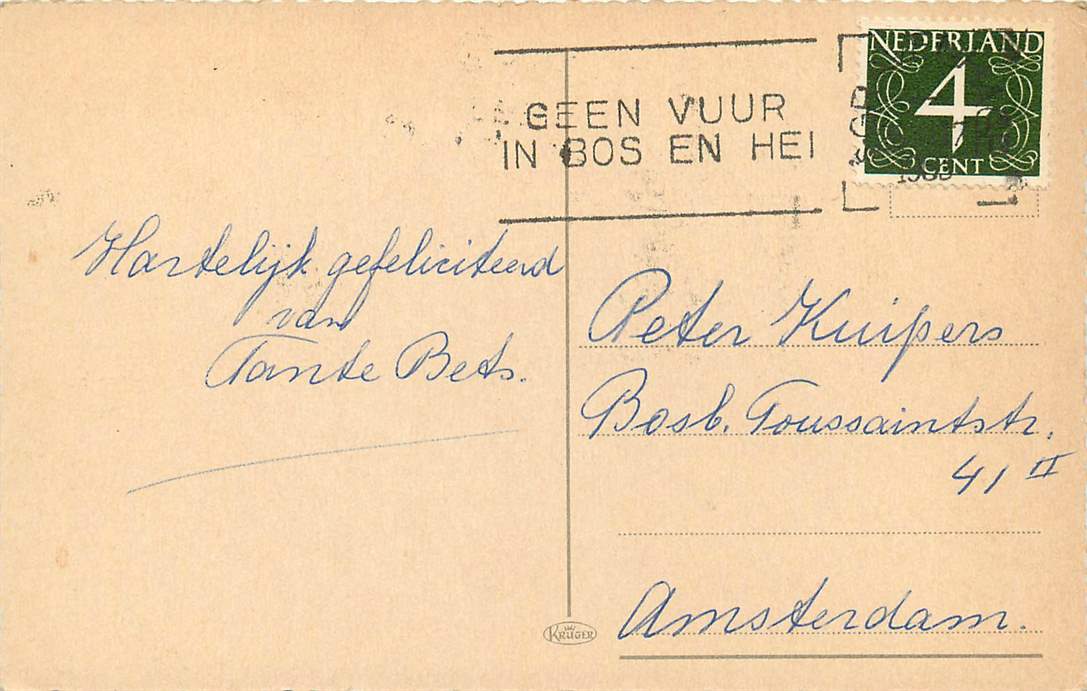 GEEN VUUR
IN BOS EN HEI
NEDERLAND
4
CENT
Hartelijk gefeliciteerd
van
Tante Bets.
Peter Kuipers
Bosb. Toussaintstr.
41 II
Amsterdam.
KRÜGER